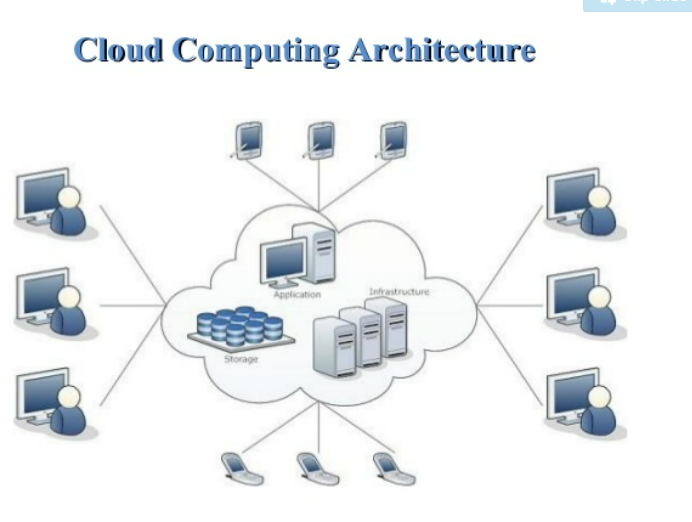 Cloud Computing Architecture
Application
Infrastructure
Storage